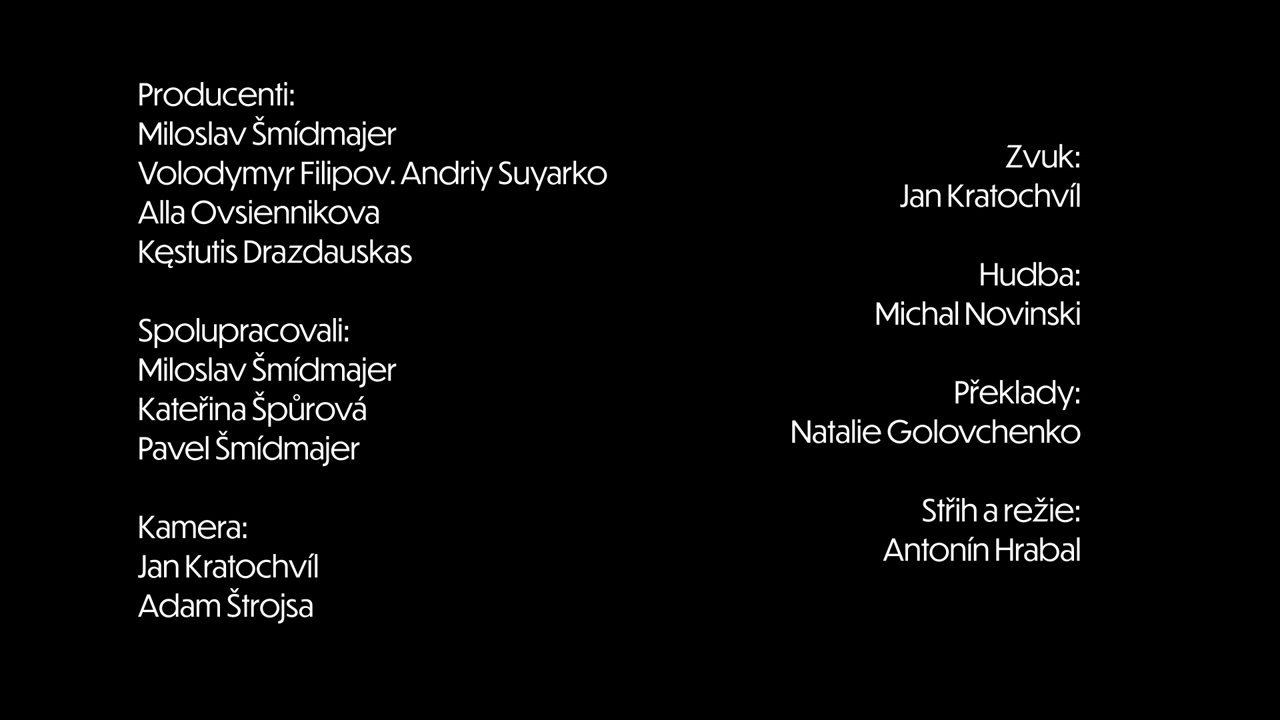 Producenti:
Miloslav Šmídmajer
Volodymyr Filipov. Andriy Suyarko
Alla Ovsiennikova
Kęstutis Drazdauskas
Spolupracovali:
Miloslav Šmídmajer
Kateřina Špůrová
Pavel Šmídmajer
Kamera:
Jan Kratochvíl
Adam Štrojsa
Zvuk:
Jan Kratochvíl
Hudba:
Michal Novinski
Překlady:
Natalie Golovchenko
Střih a režie:
Antonín Hrabal